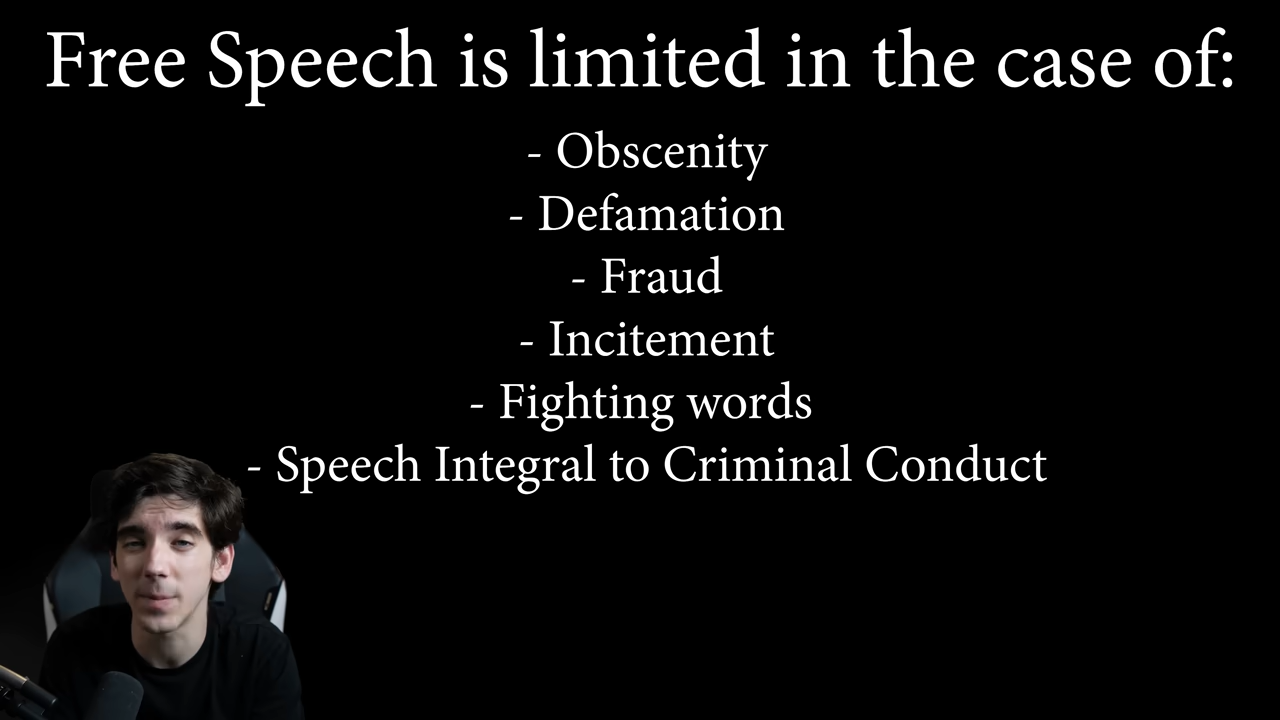 Free Speech is limited in the case of:
- Obscenity
- Defamation
- Fraud
- Incitement
- Fighting words
- Speech Integral to Criminal Conduct